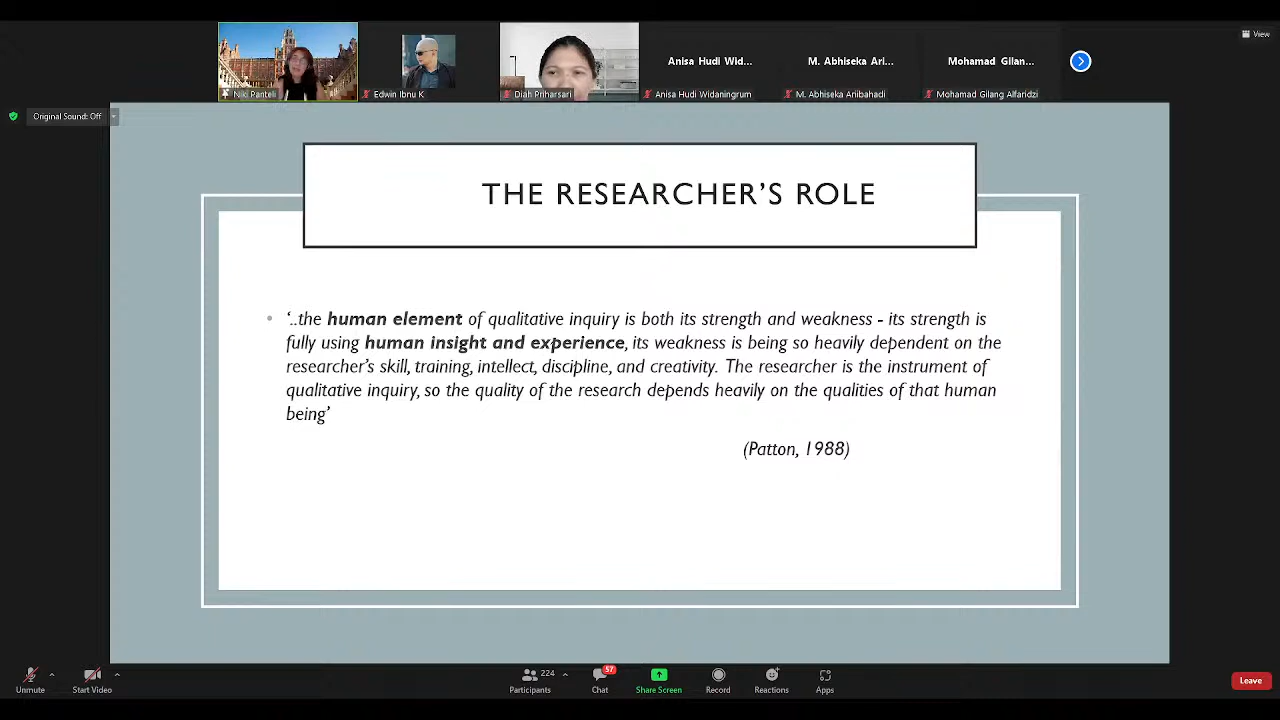 View
Anisa Hudi Wid...
M. Abhiseka Ari...
Mohamad Gilan...
Niki Panteli
Edwin Ibnu K
Diah Priharsari
Anisa Hudi Widaningrum
M. Abhiseka Ariibahadi
Mohamad Gilang Alfaridzi
Original Sound: Off
THE RESEARCHER'S ROLE
• '..the human element of qualitative inquiry is both its strength and weakness - its strength is
fully using human insight and experience, its weakness is being so heavily dependent on the
researcher's skill, training, intellect, discipline, and creativity. The researcher is the instrument of
qualitative inquiry, so the quality of the research depends heavily on the qualities of that human
being'
(Patton, 1988)
Unmute
Start Video
224
Participants
57
Chat
Share Screen
Record
Reactions
Apps
Leave